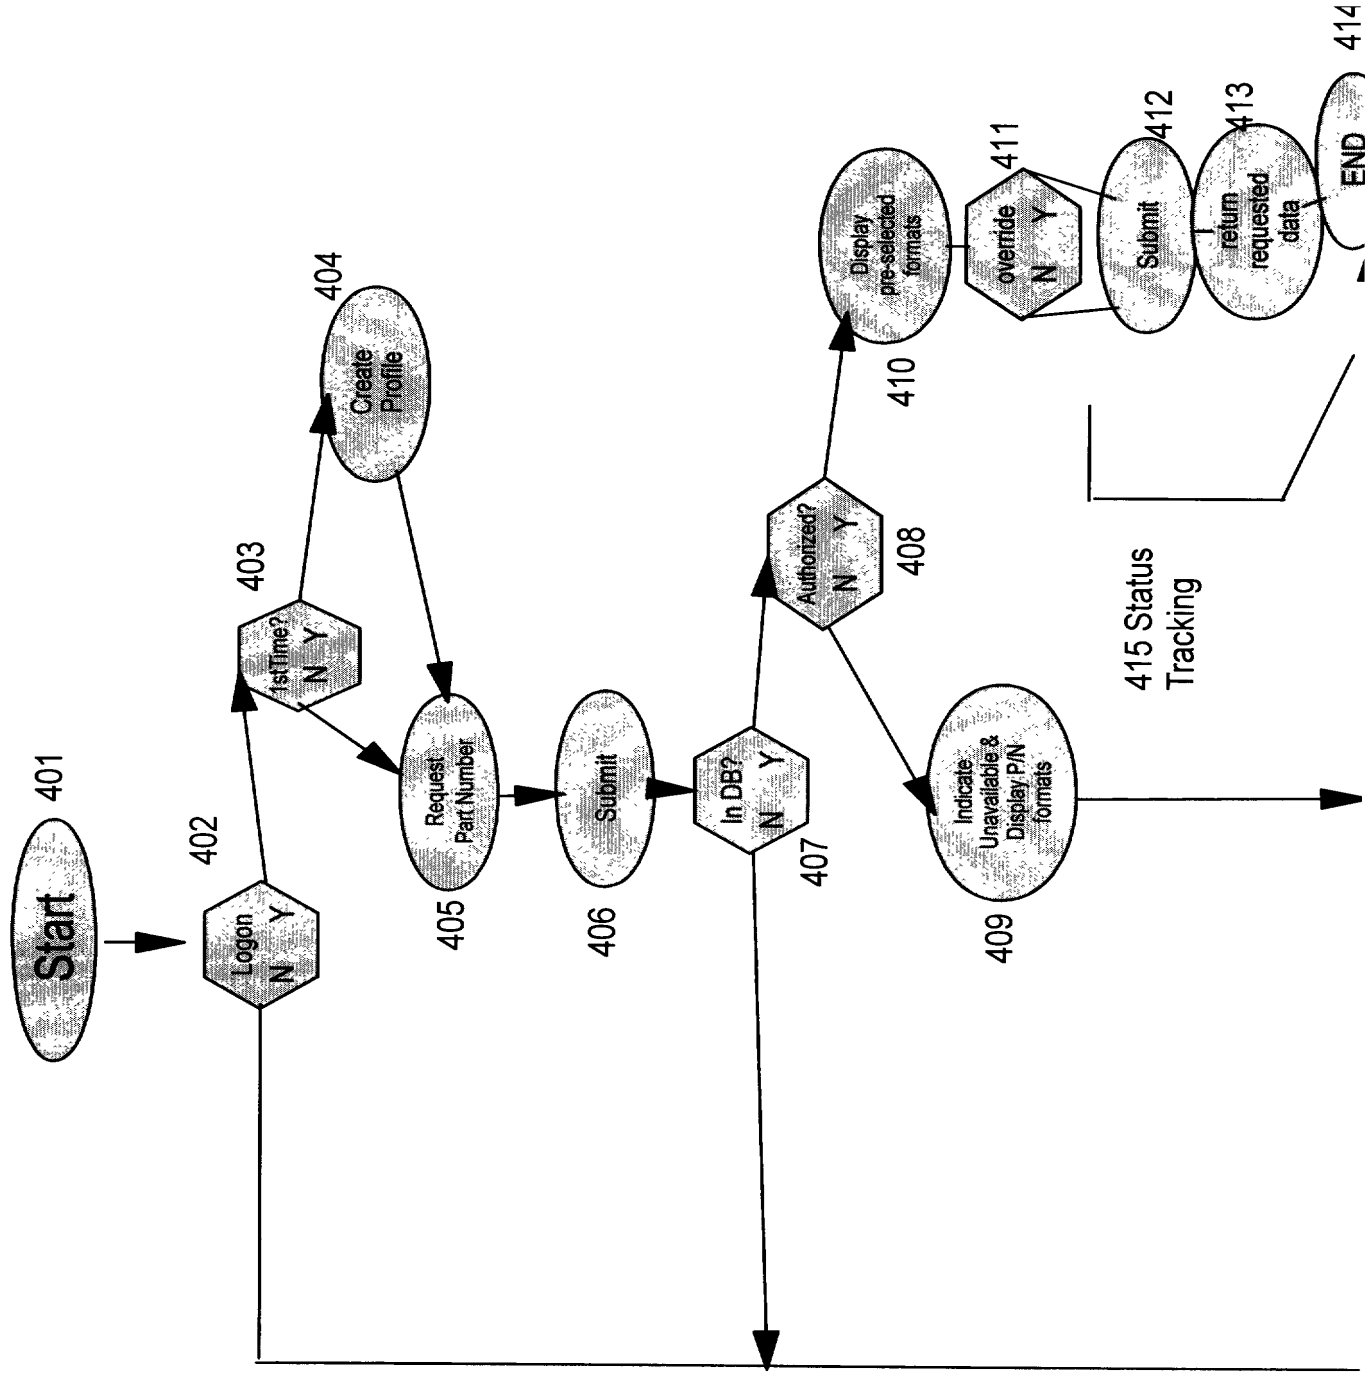 Start
401
402
Logon
N Y
403
1stTime?
N Y
404
Create
Profile
Request
Part Number
405
Submit
406
In DB?
N Y
407
Authorized?
N Y
408
Indicate
Unavailable &
Display P/N
formats
409
Display
pre-selected
formats
410
411
override
N Y
412
Submit
413
return
requested
data
414
END
415 Status
Tracking